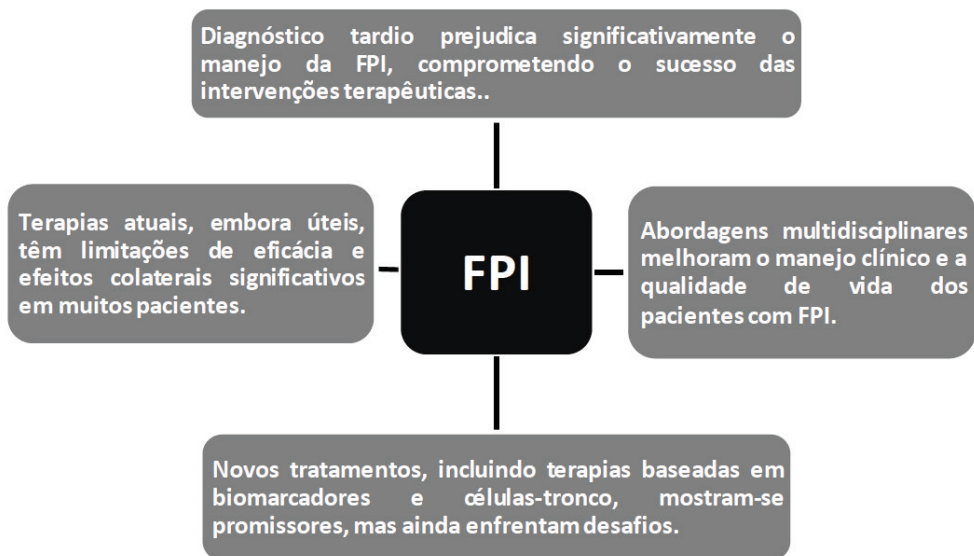 Diagnóstico tardio prejudica significativamente o
manejo da FPI, comprometendo o sucesso das
intervenções terapêuticas..
Terapias atuais, embora úteis,
têm limitações de eficácia e
efeitos colaterais significativos
em muitos pacientes.
FPI
Abordagens multidisciplinares
melhoram o manejo clínico e a
qualidade de vida dos
pacientes com FPI.
Novos tratamentos, incluindo terapias baseadas em
biomarcadores e células-tronco, mostram-se
promissores, mas ainda enfrentam desafios.